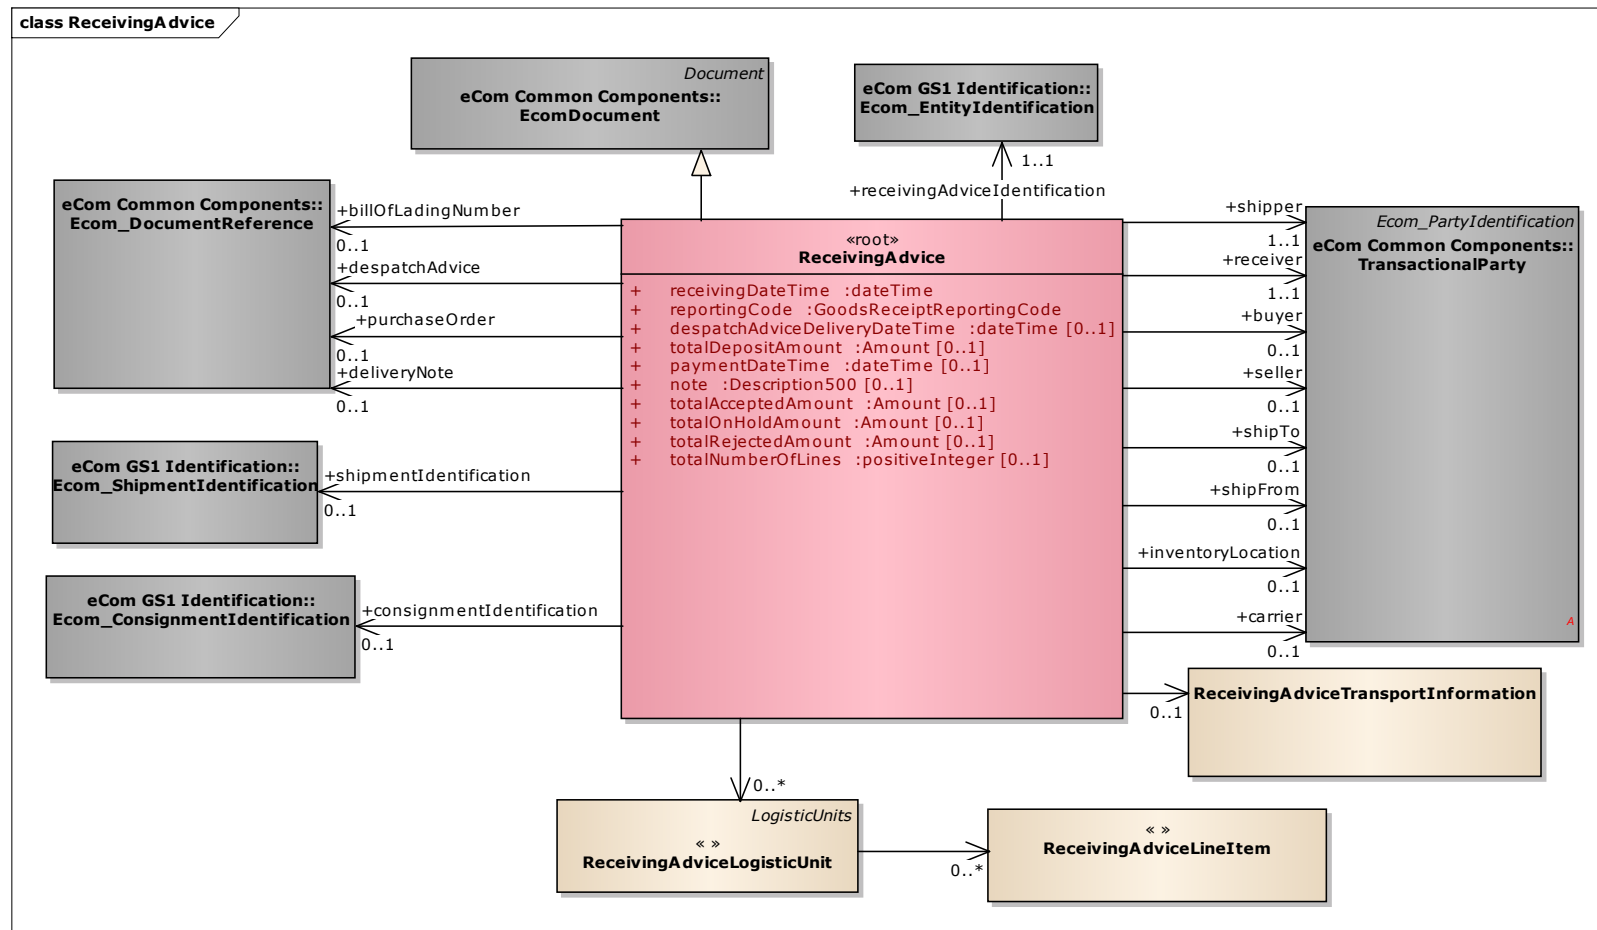 class ReceivingAdvice
Document
eCom Common Components::
EcomDocument
eCom GS1 Identification::
Ecom_EntityIdentification
1..1
+receivingAdviceIdentification
eCom Common Components::
Ecom_DocumentReference
+billOfLadingNumber
0..1
+despatchAdvice
0..1
+purchaseOrder
0..1
+deliveryNote
0..1
eCom GS1 Identification::
Ecom_ShipmentIdentification
+shipmentIdentification
0..1
eCom GS1 Identification::
Ecom_ConsignmentIdentification
+consignmentIdentification
0..1
«root»
ReceivingAdvice
+ receivingDateTime :dateTime
+ reportingCode :GoodsReceiptReportingCode
+ despatchAdviceDeliveryDateTime :dateTime [0..1]
+ totalDepositAmount :Amount [0..1]
+ paymentDateTime :dateTime [0..1]
+ note :Description500 [0..1]
+ totalAcceptedAmount :Amount [0..1]
+ totalOnHoldAmount :Amount [0..1]
+ totalRejectedAmount :Amount [0..1]
+ totalNumberOfLines :positiveInteger [0..1]
+shipper
1..1
+receiver
1..1
+buyer
0..1
+seller
0..1
+shipTo
0..1
+shipFrom
0..1
+inventoryLocation
0..1
+carrier
0..1
Ecom_PartyIdentification
eCom Common Components::
TransactionalParty
A
0..1
ReceivingAdviceTransportInformation
0..*
LogisticUnits
« »
ReceivingAdviceLogisticUnit
0..*
« »
ReceivingAdviceLineItem